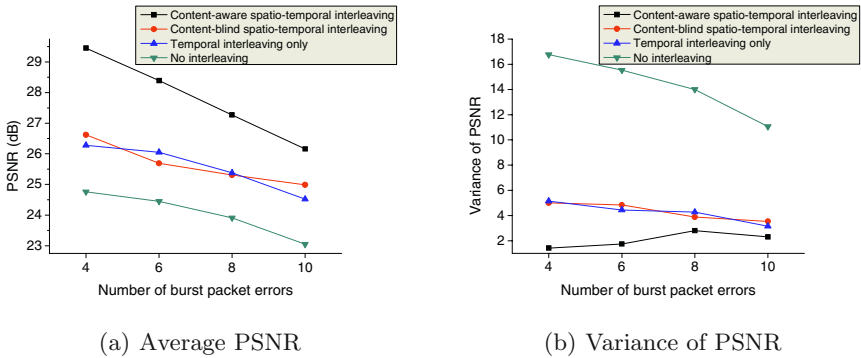 Content-aware spatio-temporal interleaving
Content-blind spatio-temporal interleaving
Temporal interleaving only
No interleaving
PSNR (dB)
29
28
27
26
25
24
23
4 6 8 10
Number of burst packet errors
(a) Average PSNR
Content-aware spatio-temporal interleaving
Content-blind spatio-temporal interleaving
Temporal interleaving only
No interleaving
Variance of PSNR
18
16
14
12
10
8
6
4
2
4 6 8 10
Number of burst packet errors
(b) Variance of PSNR